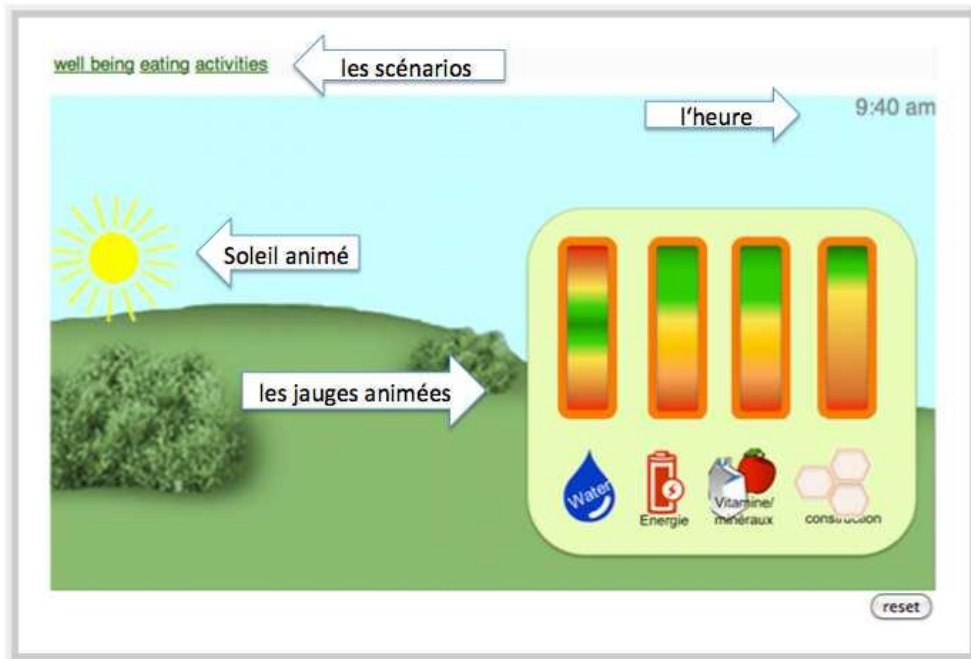 well being eating activities
les scénarios
l'heure
9:40 am
Soleil animé
les jauges animées
Water
Energie
Vitamine/
minéraux
construction
reset